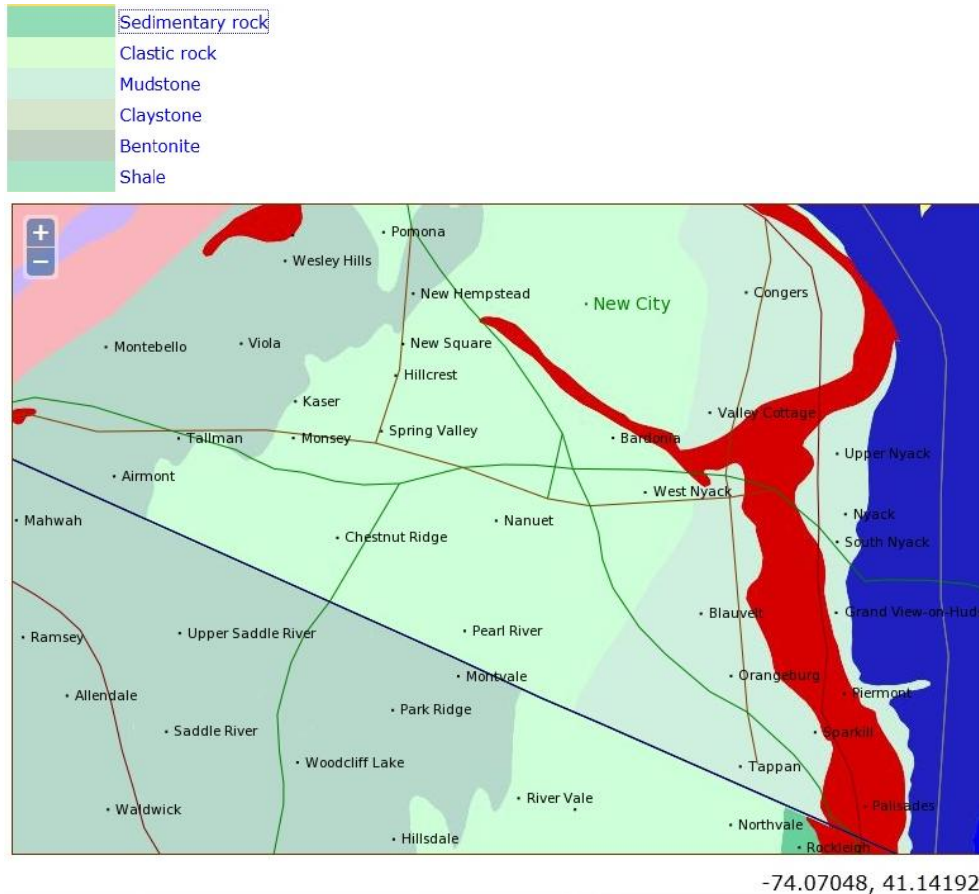 Sedimentary rock
Clastic rock
Mudstone
Claystone
Bentonite
Shale
+
−
Pomona
Wesley Hills
New Hempstead
Congers
New City
Montebello
Viola
New Square
Hillcrest
Kaser
Valley Cottage
Tallman
Monsey
Spring Valley
Bardonia
Upper Nyack
Airmont
West Nyack
Mahwah
Nanuet
Nyack
Chestnut Ridge
South Nyack
Blauvelt
Grand View-on-Hud
Ramsey
Upper Saddle River
Pearl River
Montvale
Orangeburg
Allendale
Piermont
Park Ridge
Saddle River
Sparkill
Woodcliff Lake
Tappan
River Vale
Waldwick
Palisades
Hillsdale
Northvale
Rockleigh
-74.07048, 41.14192